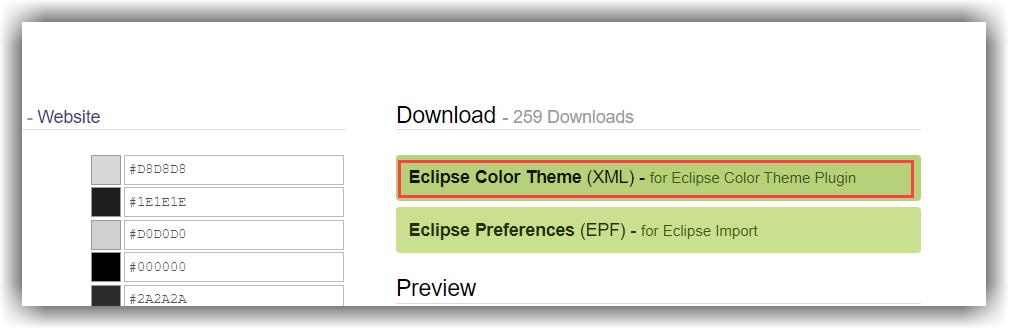 - Website
#D8D8D8
#1E1E1E
#D0D0D0
#000000
#2A2A2A
Download - 259 Downloads
Eclipse Color Theme (XML) - for Eclipse Color Theme Plugin
Eclipse Preferences (EPF) - for Eclipse Import
Preview